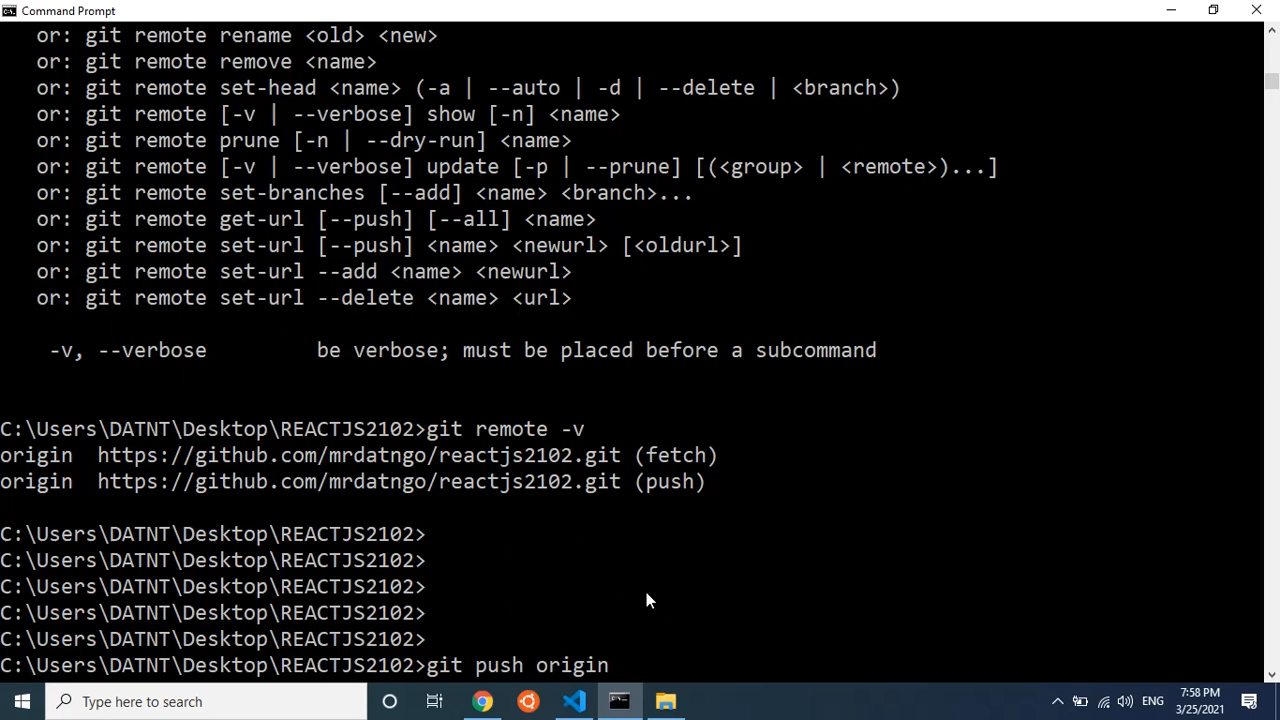 Command Prompt
or: git remote rename <old> <new>
or: git remote remove <name>
or: git remote set-head <name> (-a | --auto | -d | --delete | <branch>)
or: git remote [-v | --verbose] show [-n] <name>
or: git remote prune [-n | --dry-run] <name>
or: git remote [-v | --verbose] update [-p | --prune] [(<group> | <remote>)...]
or: git remote set-branches [--add] <name> <branch>...
or: git remote get-url [--push] [--all] <name>
or: git remote set-url [--push] <name> <newurl> [<oldurl>]
or: git remote set-url --add <name> <newurl>
or: git remote set-url --delete <name> <url>
-v, --verbose be verbose; must be placed before a subcommand
C:\Users\DATNT\Desktop\REACTJS2102>git remote -v
origin https://github.com/mrdatngo/reactjs2102.git (fetch)
origin https://github.com/mrdatngo/reactjs2102.git (push)
C:\Users\DATNT\Desktop\REACTJS2102>
C:\Users\DATNT\Desktop\REACTJS2102>
C:\Users\DATNT\Desktop\REACTJS2102>
C:\Users\DATNT\Desktop\REACTJS2102>
C:\Users\DATNT\Desktop\REACTJS2102>
C:\Users\DATNT\Desktop\REACTJS2102>git push origin
Type here to search
ENG
7:58 PM
3/25/2021